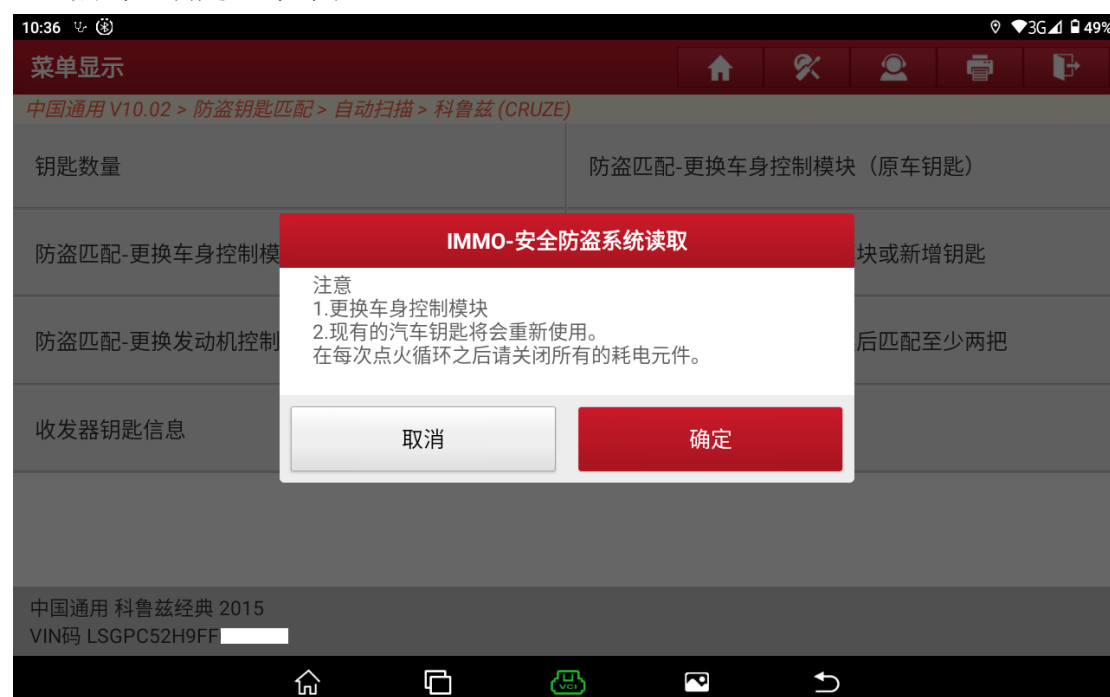 10:36
3G 49%
菜单显示
中国通用 V10.02 > 防盗钥匙匹配 > 自动扫描 > 科鲁兹 (CRUZE)
钥匙数量
防盗匹配-更换车身控制模块（原车钥匙）
防盗匹配-更换车身控制模
块或新增钥匙
防盗匹配-更换发动机控制
后匹配至少两把
收发器钥匙信息
IMMO-安全防盗系统读取
注意
1.更换车身控制模块
2.现有的汽车钥匙将会重新使用。
在每次点火循环之后请关闭所有的耗电元件。
取消
确定
中国通用 科鲁兹经典 2015
VIN码 LSGPC52H9FF
VCI